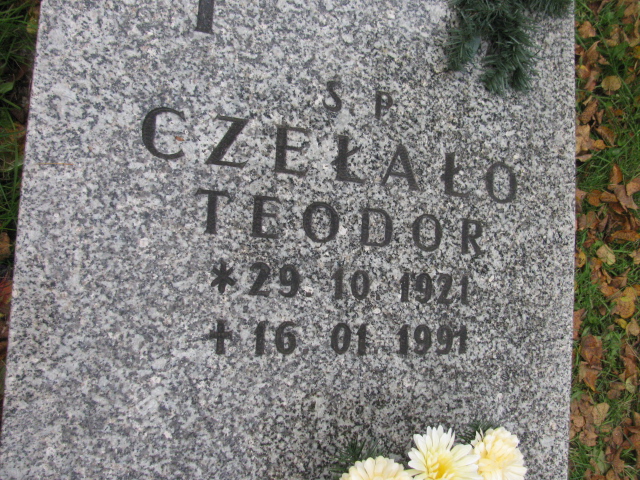 S P
CZEŁAŁO
TEODOR
* 29 10 1921
+ 16 01 1991